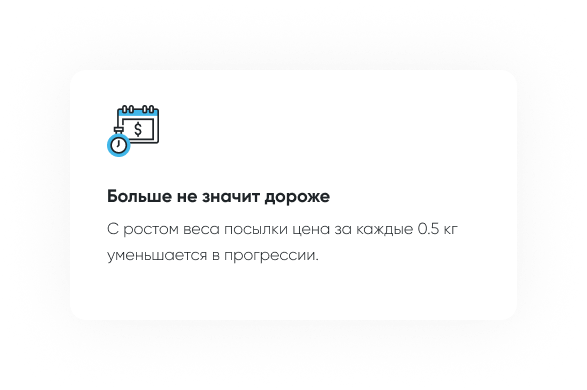 $
Больше не значит дороже
С ростом веса посылки цена за каждые 0.5 кг
уменьшается в прогрессии.